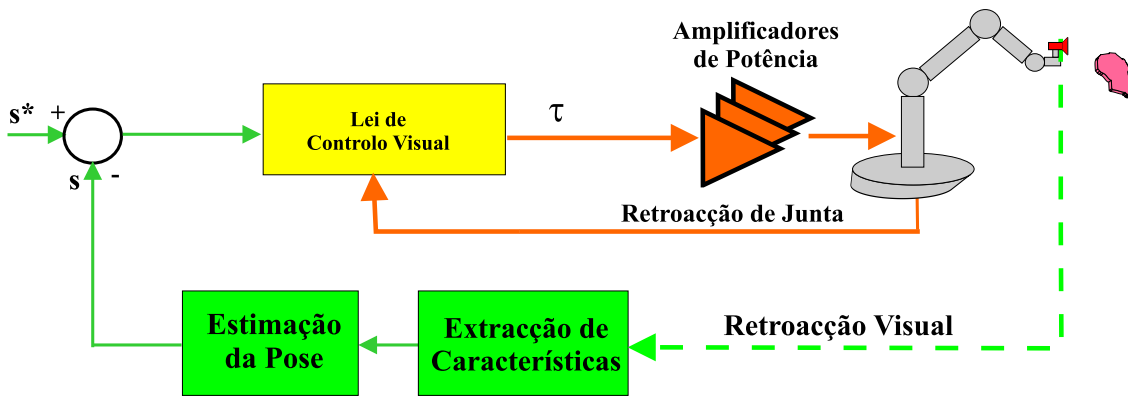 Amplificadores
de Potência
s*
+
Lei de
Controlo Visual
τ
s
-
Retroacção de Junta
Estimação
da Pose
Extracção de
Características
Retroacção Visual